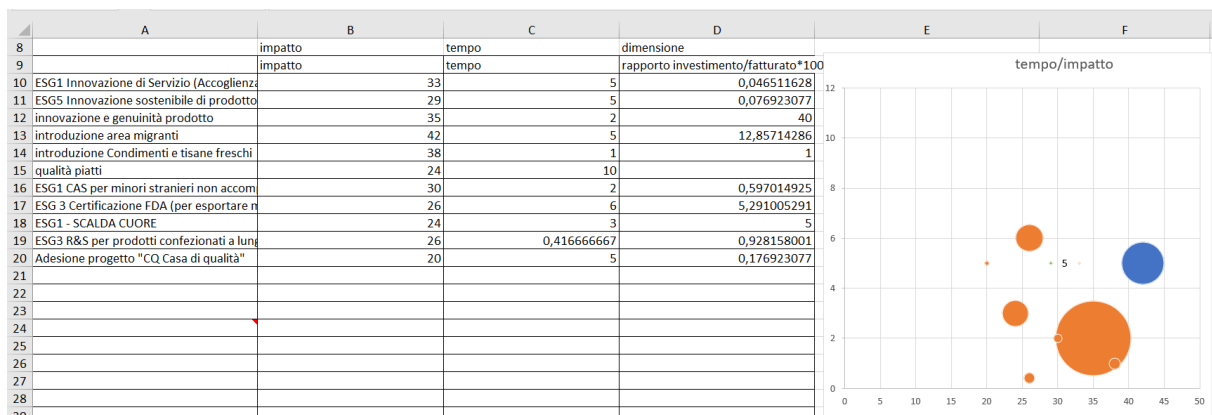 A B C D E F
8 impatto tempo dimensione
9 impatto tempo rapporto investimento/fatturato*100
10 ESG1 Innovazione di Servizio (Accoglienza 33 5 0,046511628
11 ESG5 Innovazione sostenibile di prodotto 29 5 0,076923077
12 innovazione e genuinità prodotto 35 2 40
13 introduzione area migranti 42 5 12,85714286
14 introduzione Condimenti e tisane freschi 38 1 1
15 qualità piatti 24 10
16 ESG1 CAS per minori stranieri non accom 30 2 0,597014925
17 ESG 3 Certificazione FDA (per esportare 26 6 5,291005291
18 ESG1 - SCALDA CUORE 24 3 5
19 ESG3 R&S per prodotti confezionati a lung 26 0,416666667 0,928158001
20 Adesione progetto "CQ Casa di qualità" 20 5 0,176923077
21
22
23
24
25
26
27
28
tempo/impatto
12
10
8
6
5
4
2
0
0 5 10 15 20 25 30 35 40 45 50